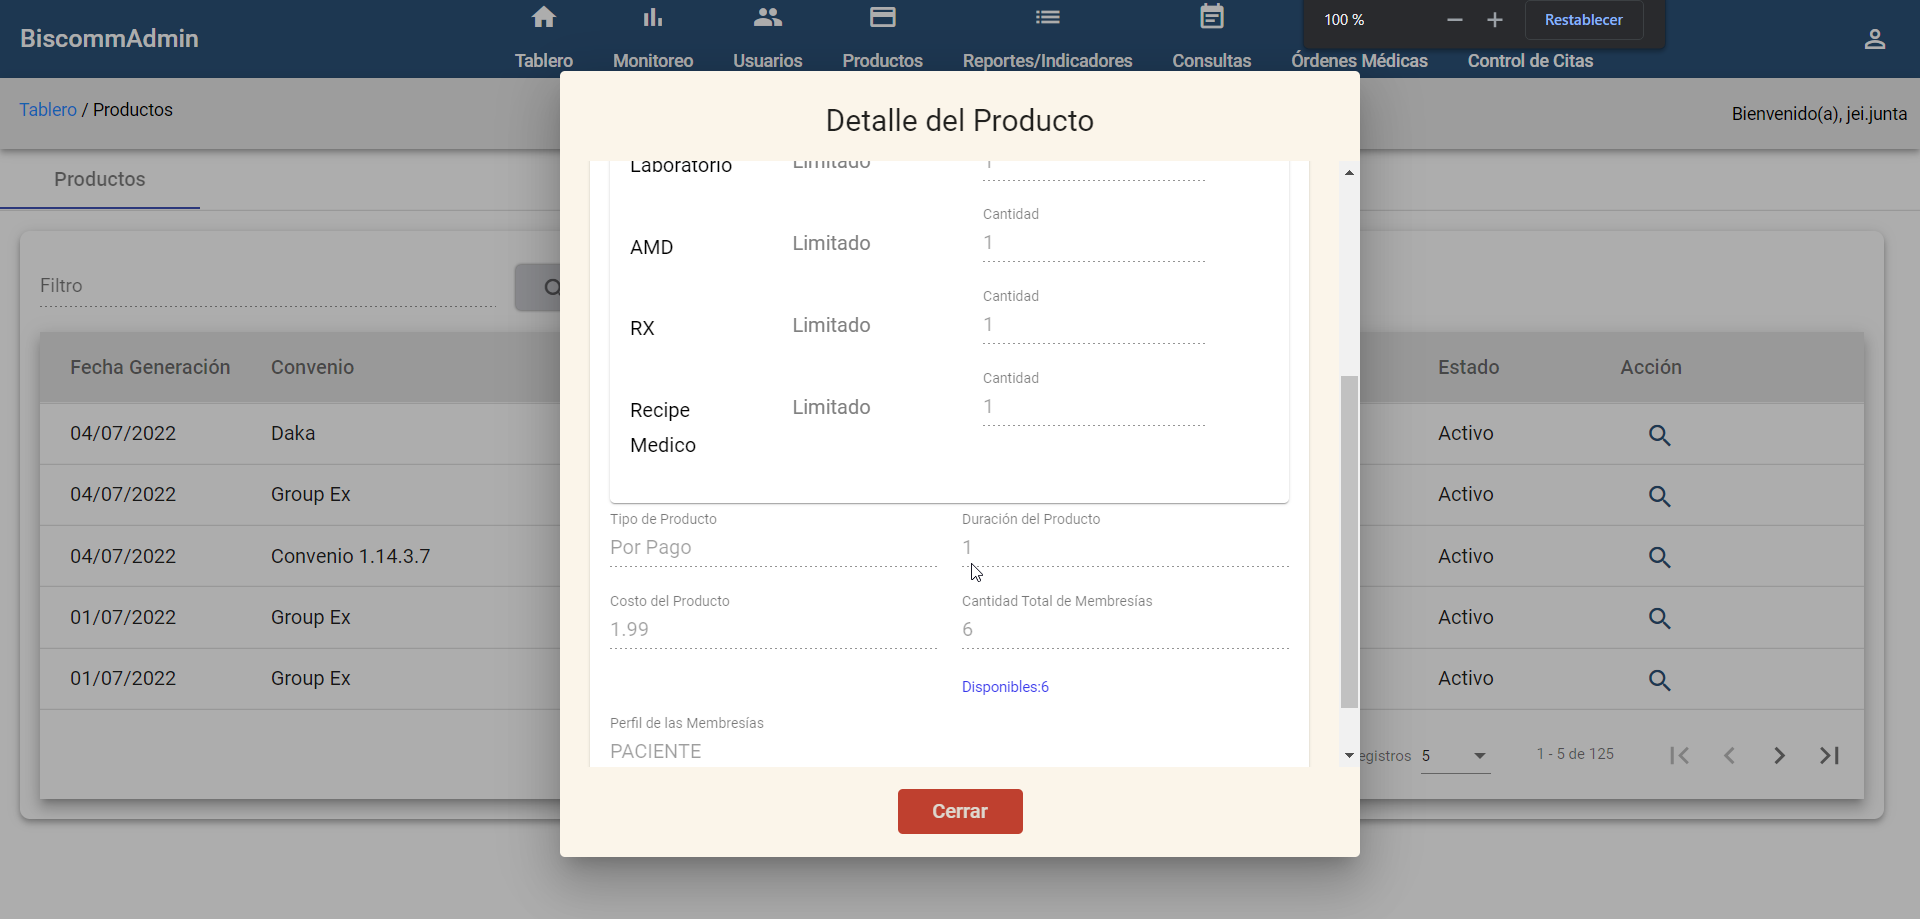 BiscommAdmin
Tablero
Monitoreo
Usuarios
Productos
Reportes/Indicadores
Consultas
Órdenes Médicas
Control de Citas
100 %
Restablecer
Tablero / Productos
Bienvenido(a), jei.junta
Productos
Filtro
Fecha Generación Convenio Estado Acción
04/07/2022 Daka Activo
04/07/2022 Group Ex Activo
04/07/2022 Convenio 1.14.3.7 Activo
01/07/2022 Group Ex Activo
01/07/2022 Group Ex Activo
egistros 5 1 - 5 de 125
Detalle del Producto
Laboratorio Limitado 1
Cantidad
AMD Limitado 1
Cantidad
RX Limitado 1
Cantidad
Recipe Limitado 1
Medico
Tipo de Producto Duración del Producto
Por Pago 1
Costo del Producto Cantidad Total de Membresías
1.99 6
Disponibles:6
Perfil de las Membresías
PACIENTE
Cerrar